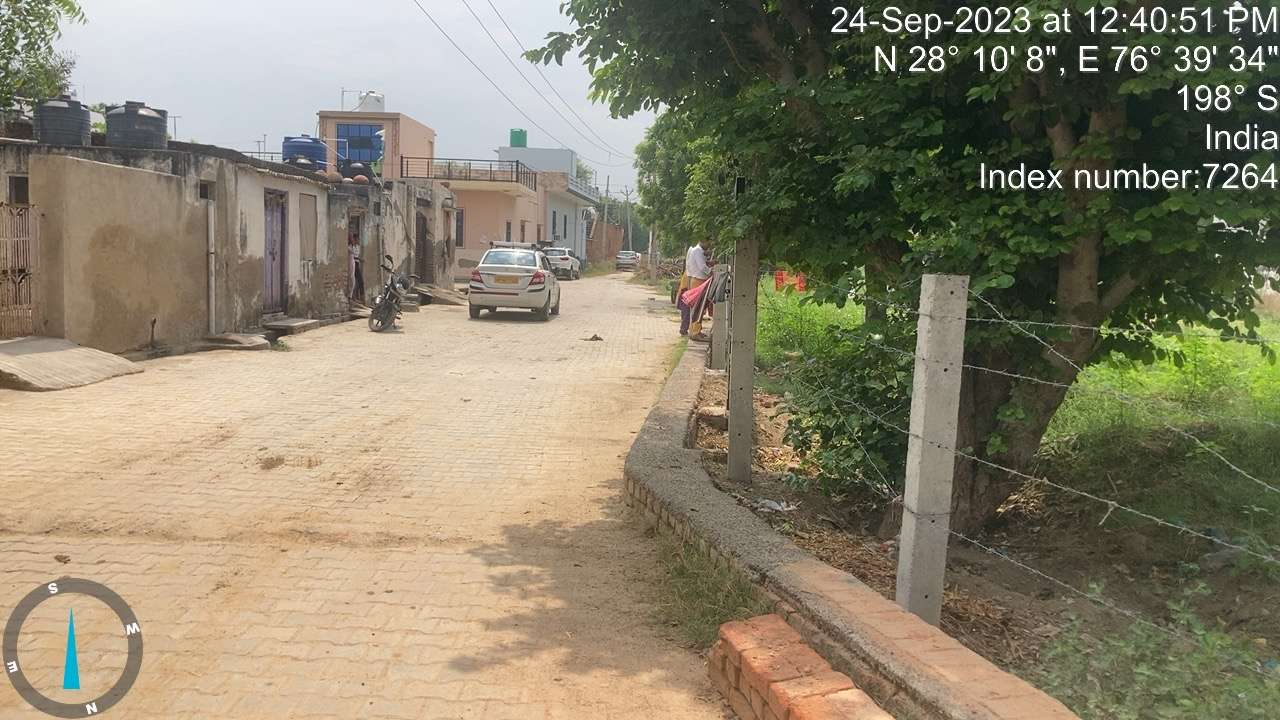 24-Sep-2023 at 12:40:51 PM
N 28° 10' 8", E 76° 39' 34"
198° S
India
Index number:7264
S
W
E
N